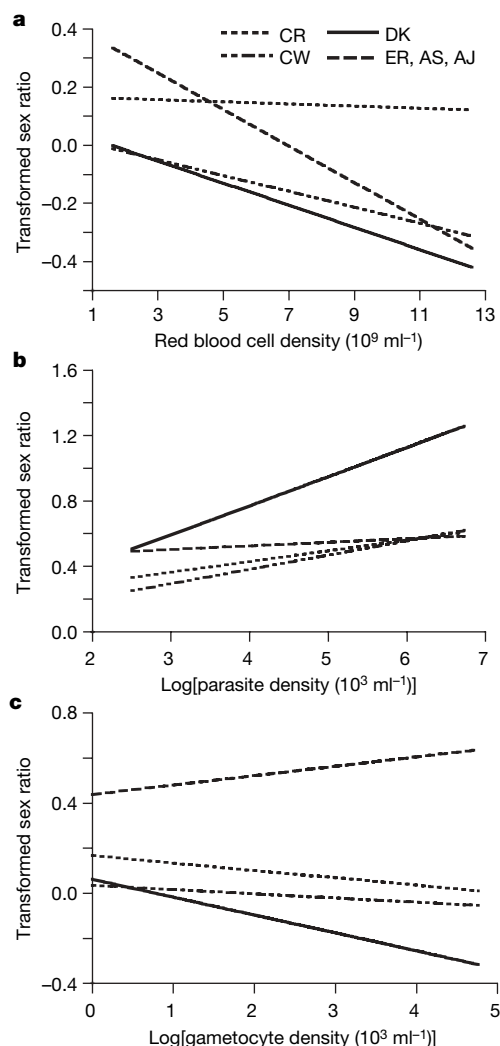 a
0.4
0.2
0.0
–0.2
–0.4
Transformed sex ratio
CR
DK
CW
ER, AS, AJ
1 3 5 7 9 11 13
Red blood cell density (10⁹ ml⁻¹)
b
1.6
1.2
0.8
0.4
0.0
Transformed sex ratio
2 3 4 5 6 7
Log[parasite density (10³ ml⁻¹)]
c
0.8
0.4
0.0
–0.4
Transformed sex ratio
0 1 2 3 4 5
Log[gametocyte density (10³ ml⁻¹)]